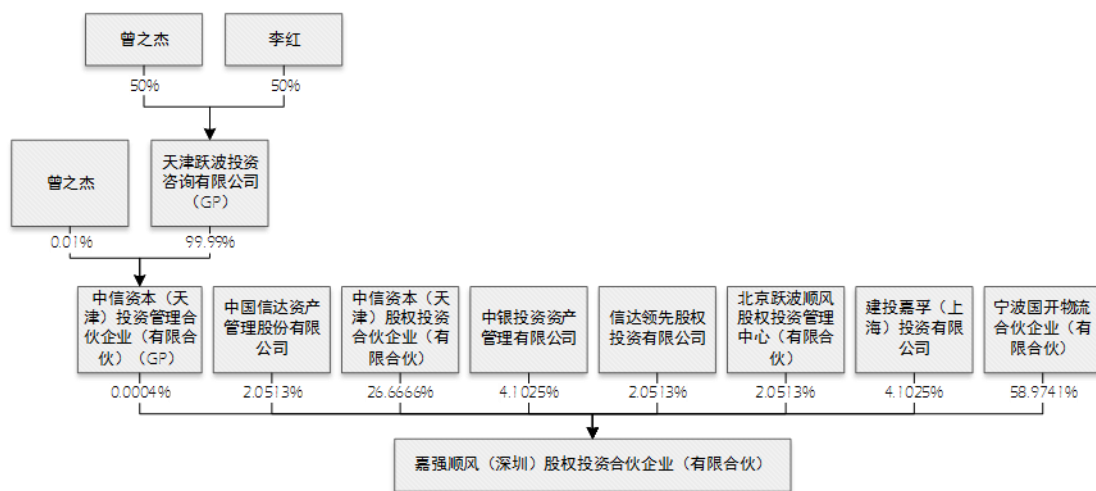 曾之杰
李红
50%
50%
曾之杰
天津跃波投资
咨询有限公司
（GP）
0.01%
99.99%
中信资本（天
津）投资管理合
伙企业（有限合
伙）（GP）
中国信达资产
管理股份有限
公司
中信资本（天
津）股权投资
合伙企业（有
限合伙）
中银投资资产
管理有限公司
信达领先股权
投资有限公司
北京跃波顺风
股权投资管理
中心（有限合
伙）
建投嘉孚（上
海）投资有限
公司
宁波国开物流
合伙企业（有
限合伙）
0.0004%
2.0513%
26.6666%
4.1025%
2.0513%
2.0513%
4.1025%
58.9741%
嘉强顺风（深圳）股权投资合伙企业（有限合伙）